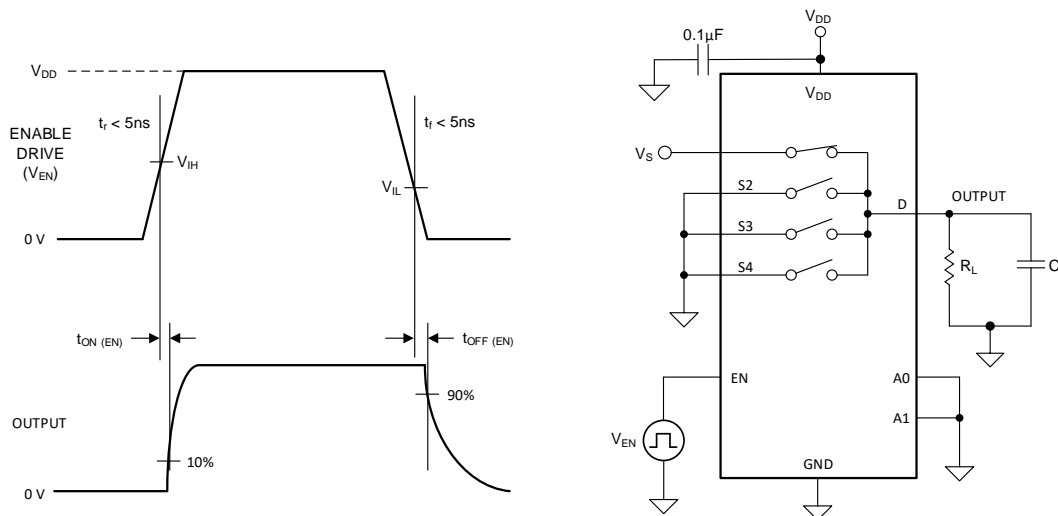 V_DD
ENABLE
DRIVE
(V_EN)
t_r < 5ns
t_f < 5ns
V_IH
V_IL
0 V
t_ON (EN)
t_OFF (EN)
OUTPUT
90%
10%
0 V
V_DD
0.1µF
V_DD
V_S
S2
S3
S4
D
OUTPUT
R_L
C
EN
A0
A1
V_EN
GND